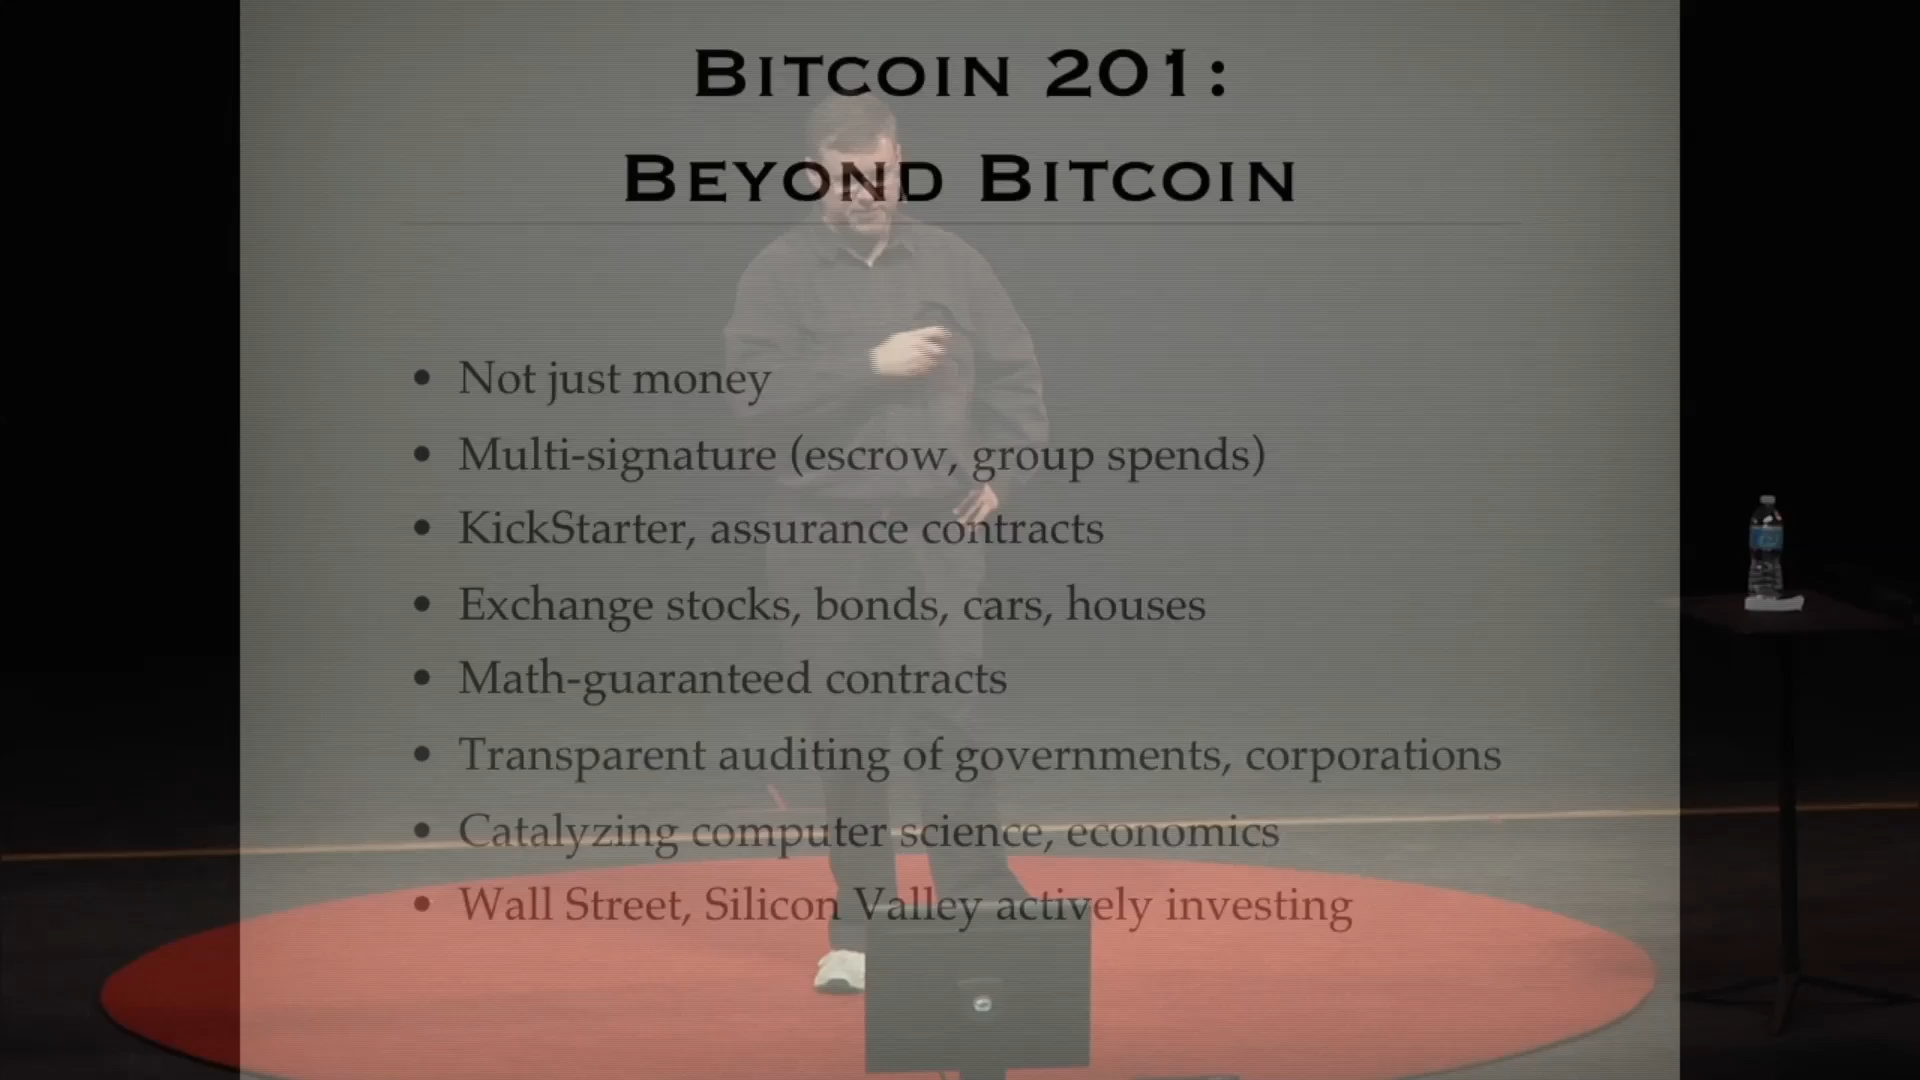 BITCOIN 201:
BEYOND BITCOIN
• Not just money
• Multi-signature (escrow, group spends)
• KickStarter, assurance contracts
• Exchange stocks, bonds, cars, houses
• Math-guaranteed contracts
• Transparent auditing of governments, corporations
• Catalyzing computer science, economics
• Wall Street, Silicon Valley actively investing